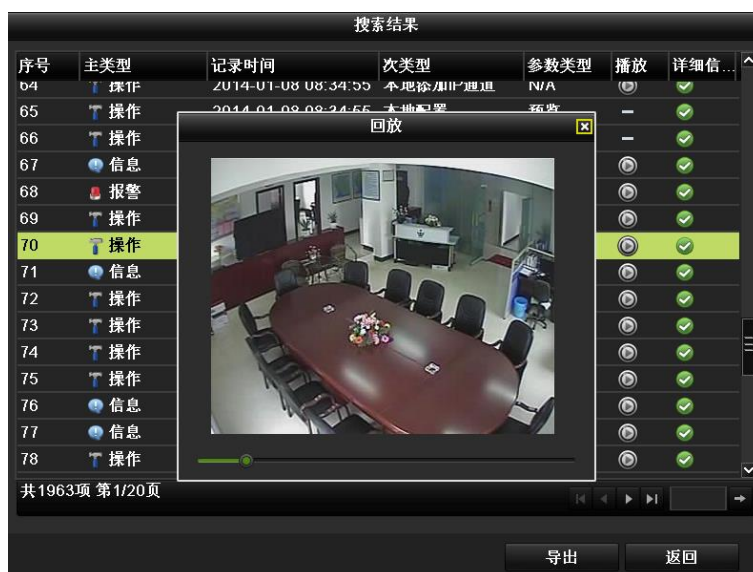 搜索结果
序号 主类型 记录时间 次类型 参数类型 播放 详细信...
64 操作 2014-01-08 08:34:55 本地添加IP通道 N/A
65 操作 2014-01-08 08:34:55 本地配置 预览
回放
66 操作
67 信息
68 报警
69 操作
70 操作
71 信息
72 操作
73 操作
74 操作
75 操作
76 信息
77 信息
78 操作
共1963项 第1/20页
导出 返回